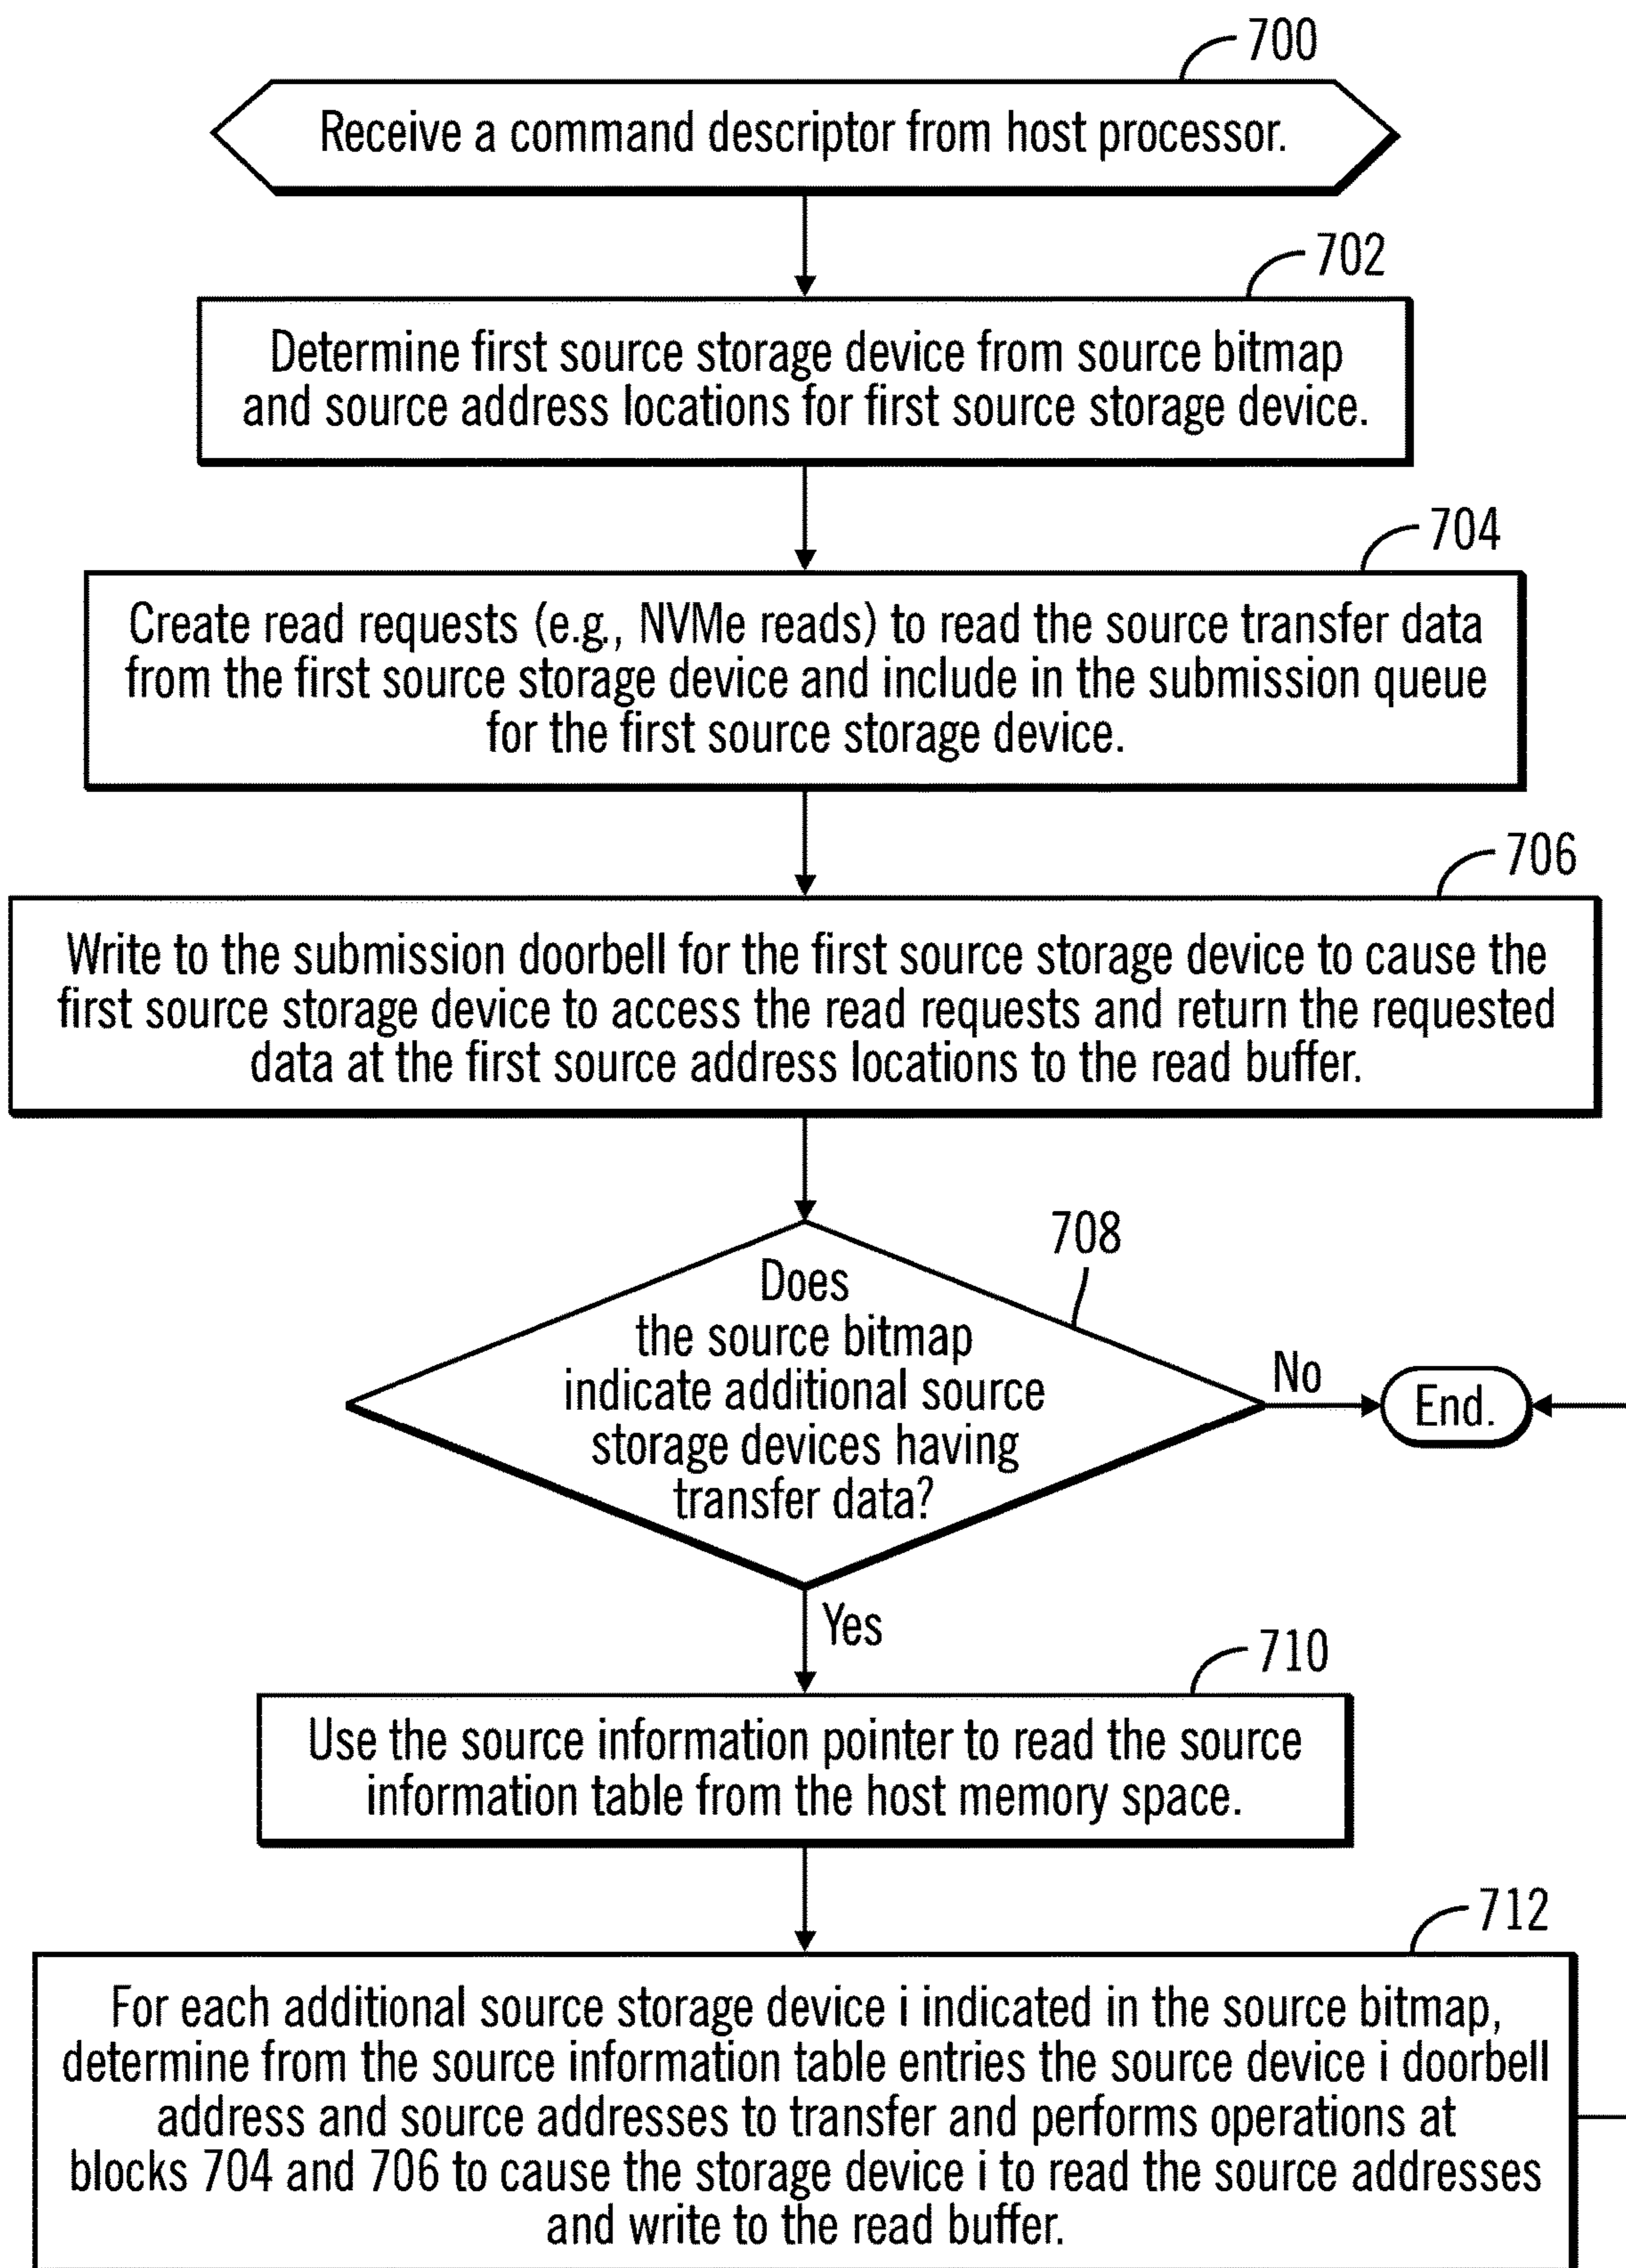 700
Receive a command descriptor from host processor.
702
Determine first source storage device from source bitmap
and source address locations for first source storage device.
704
Create read requests (e.g., NVMe reads) to read the source transfer data
from the first source storage device and include in the submission queue
for the first source storage device.
706
Write to the submission doorbell for the first source storage device to cause the
first source storage device to access the read requests and return the requested
data at the first source address locations to the read buffer.
708
Does
the source bitmap
indicate additional source
storage devices having
transfer data?
No
End.
Yes
710
Use the source information pointer to read the source
information table from the host memory space.
712
For each additional source storage device i indicated in the source bitmap,
determine from the source information table entries the source device i doorbell
address and source addresses to transfer and performs operations at
blocks 704 and 706 to cause the storage device i to read the source addresses
and write to the read buffer.